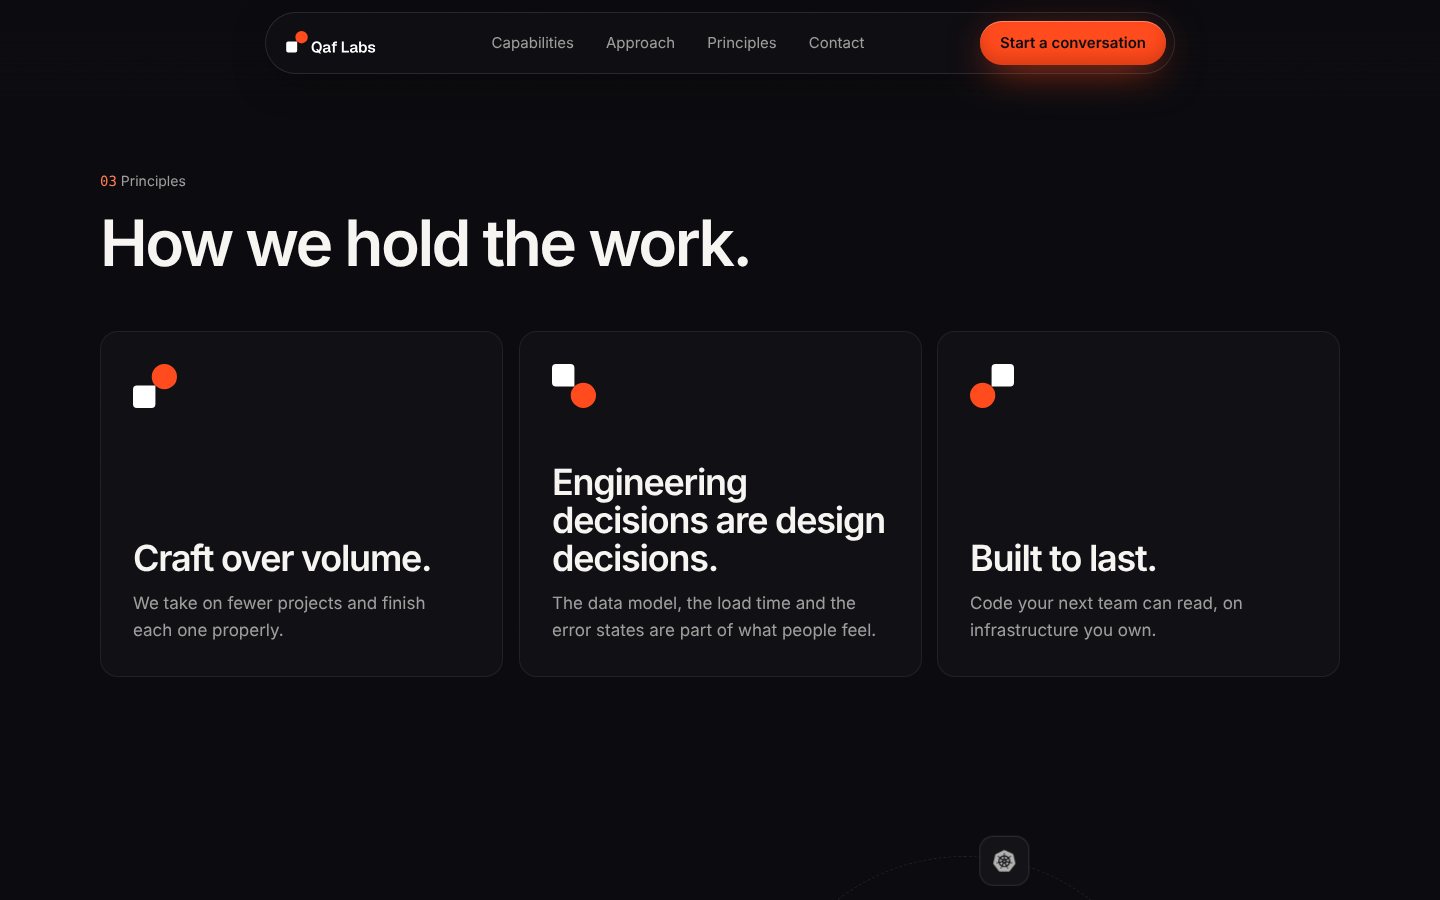 Qaf Labs
Capabilities
Approach
Principles
Contact
Start a conversation
03 Principles
How we hold the work.
Craft over volume.
We take on fewer projects and finish
each one properly.
Engineering
decisions are design
decisions.
The data model, the load time and the
error states are part of what people feel.
Built to last.
Code your next team can read, on
infrastructure you own.